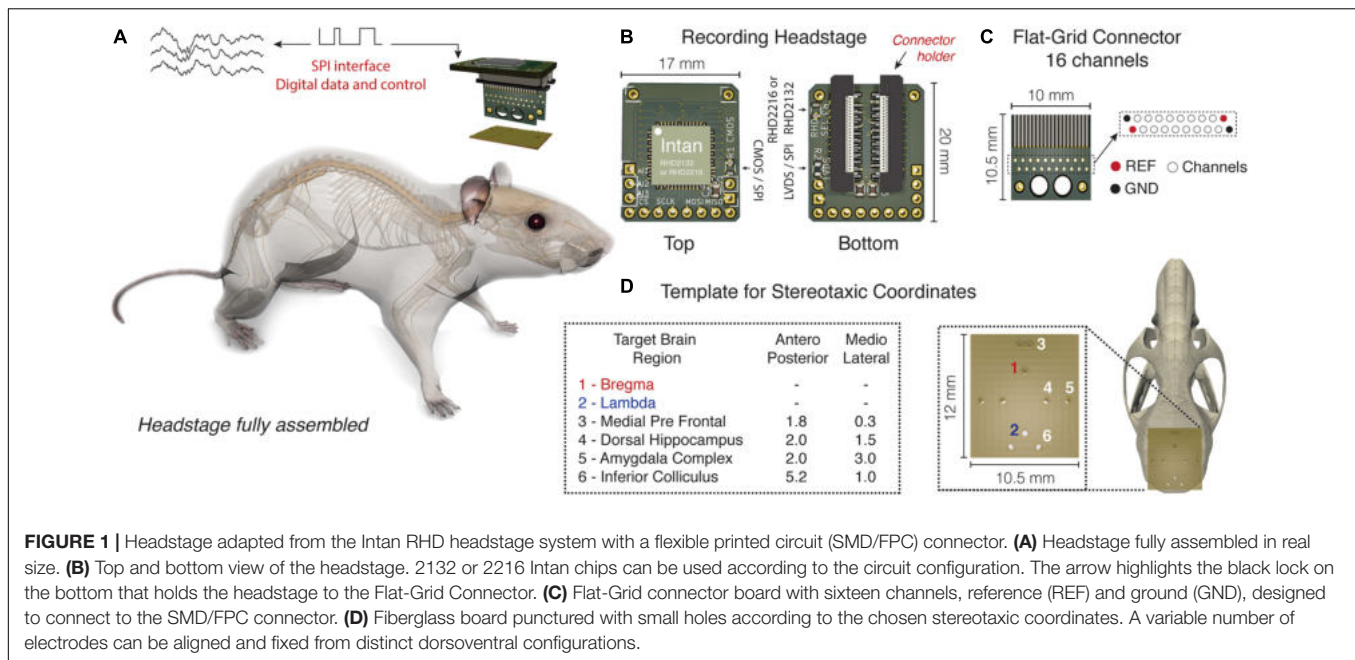 A
SPI interface
Digital data and control
Headstage fully assembled
B
Recording Headstage
Connector
holder
17 mm
20 mm
RHD2216 or
RHD2132
LVDS / SPI
CMOS / SPI
Intan
RHD2132
or RHD2216
CS
SCLK
MOSI
MISO
R1 CMOS
R2
Top
Bottom
C
Flat-Grid Connector
16 channels
10 mm
10.5 mm
REF
Channels
GND
D
Template for Stereotaxic Coordinates
Target Brain Antero Medio
Region Posterior Lateral
1 - Bregma - -
2 - Lambda - -
3 - Medial Pre Frontal 1.8 0.3
4 - Dorsal Hippocampus 2.0 1.5
5 - Amygdala Complex 2.0 3.0
6 - Inferior Colliculus 5.2 1.0
12 mm
10.5 mm
3
1
4
5
2
6
FIGURE 1 | Headstage adapted from the Intan RHD headstage system with a flexible printed circuit (SMD/FPC) connector. (A) Headstage fully assembled in real
size. (B) Top and bottom view of the headstage. 2132 or 2216 Intan chips can be used according to the circuit configuration. The arrow highlights the black lock on
the bottom that holds the headstage to the Flat-Grid Connector. (C) Flat-Grid connector board with sixteen channels, reference (REF) and ground (GND), designed
to connect to the SMD/FPC connector. (D) Fiberglass board punctured with small holes according to the chosen stereotaxic coordinates. A variable number of
electrodes can be aligned and fixed from distinct dorsoventral configurations.